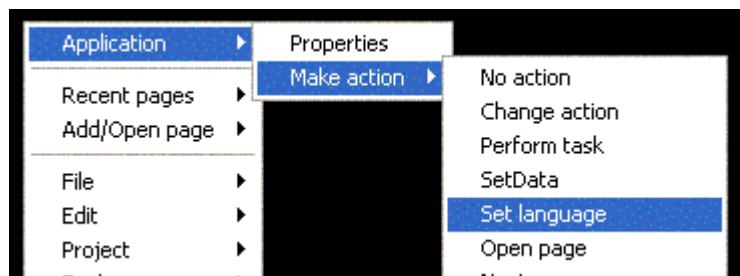 Application
Recent pages
Add/Open page
File
Edit
Project
Properties
Make action
No action
Change action
Perform task
SetData
Set language
Open page